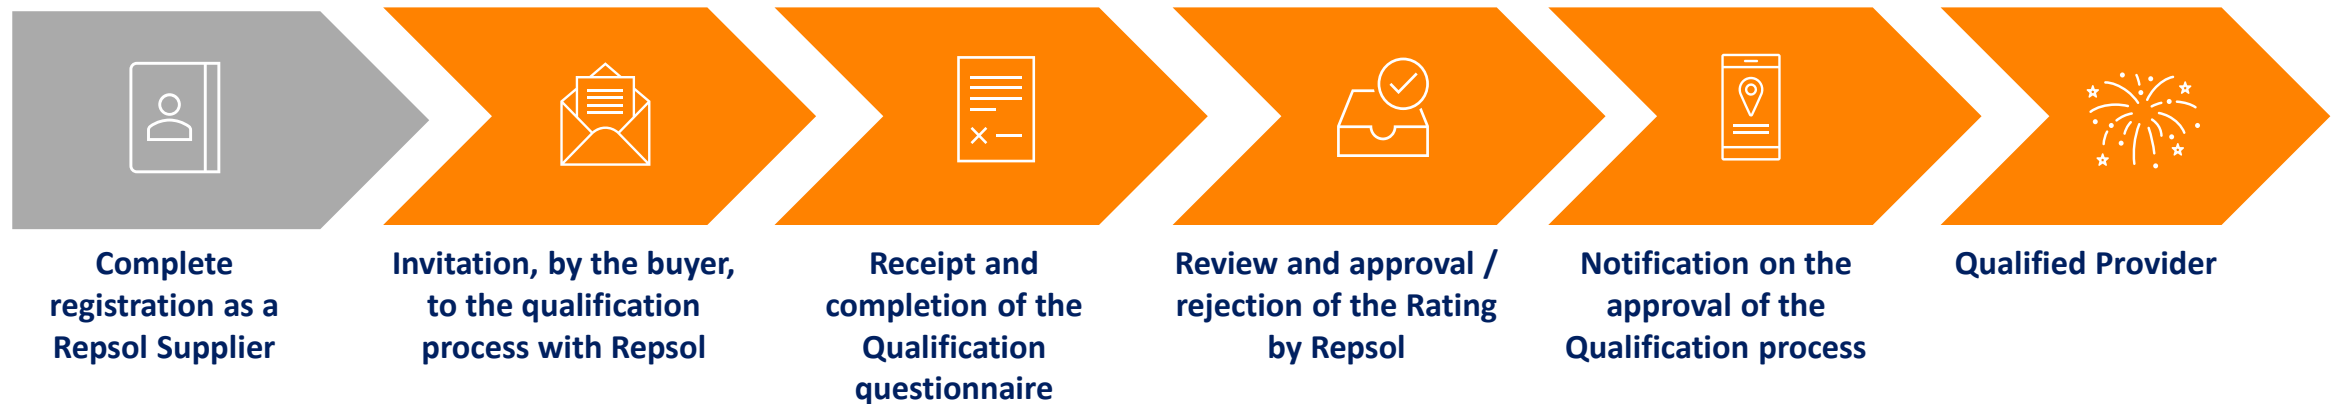 Complete
registration as a
Repsol Supplier
Invitation, by the buyer,
to the qualification
process with Repsol
Receipt and
completion of the
Qualification
questionnaire
Review and approval /
rejection of the Rating
by Repsol
Notification on the
approval of the
Qualification process
Qualified Provider